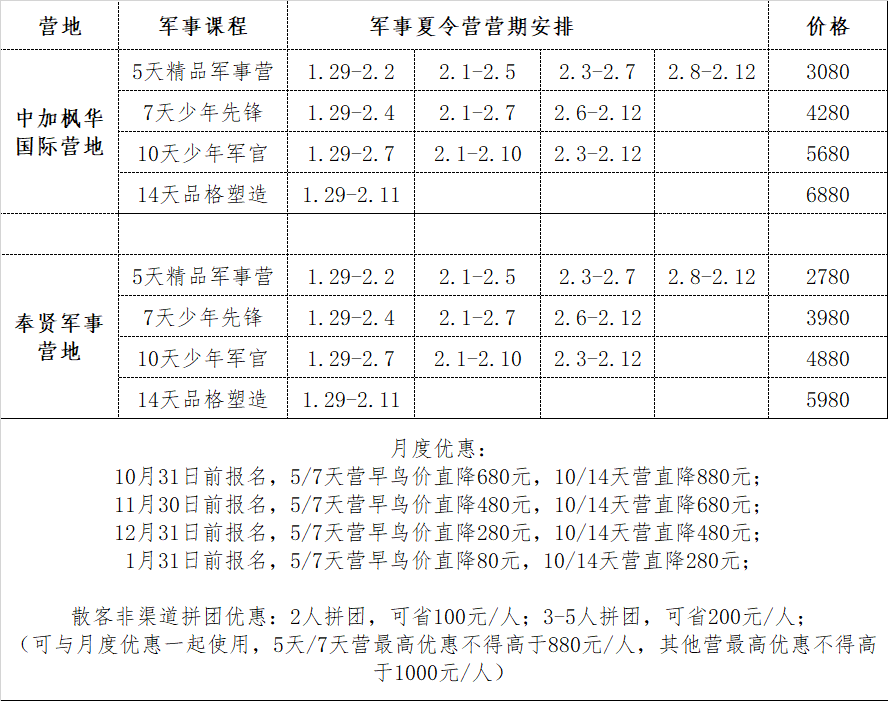 营地 军事课程 军事夏令营营期安排 价格
中加枫华国际营地
5天精品军事营 1.29-2.2 2.1-2.5 2.3-2.7 2.8-2.12 3080
7天少年先锋 1.29-2.4 2.1-2.7 2.6-2.12 4280
10天少年军官 1.29-2.7 2.1-2.10 2.3-2.12 5680
14天品格塑造 1.29-2.11 6880
奉贤军事营地
5天精品军事营 1.29-2.2 2.1-2.5 2.3-2.7 2.8-2.12 2780
7天少年先锋 1.29-2.4 2.1-2.7 2.6-2.12 3980
10天少年军官 1.29-2.7 2.1-2.10 2.3-2.12 4880
14天品格塑造 1.29-2.11 5980
月度优惠：
10月31日前报名，5/7天营早鸟价直降680元，10/14天营直降880元；
11月30日前报名，5/7天营早鸟价直降480元，10/14天营直降680元；
12月31日前报名，5/7天营早鸟价直降280元，10/14天营直降480元；
1月31日前报名，5/7天营早鸟价直降80元，10/14天营直降280元；
散客非渠道拼团优惠：2人拼团，可省100元/人；3-5人拼团，可省200元/人；
（可与月度优惠一起使用，5天/7天营最高优惠不得高于880元/人，其他营最高优惠不得高
于1000元/人）